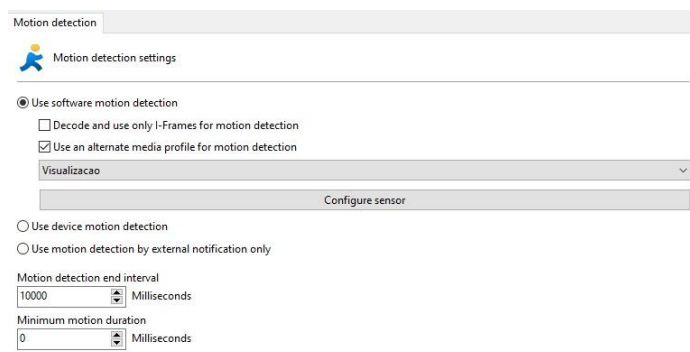 Motion detection
Motion detection settings
Use software motion detection
Decode and use only I-Frames for motion detection
Use an alternate media profile for motion detection
Visualizacao
Configure sensor
Use device motion detection
Use motion detection by external notification only
Motion detection end interval
10000 Milliseconds
Minimum motion duration
0 Milliseconds